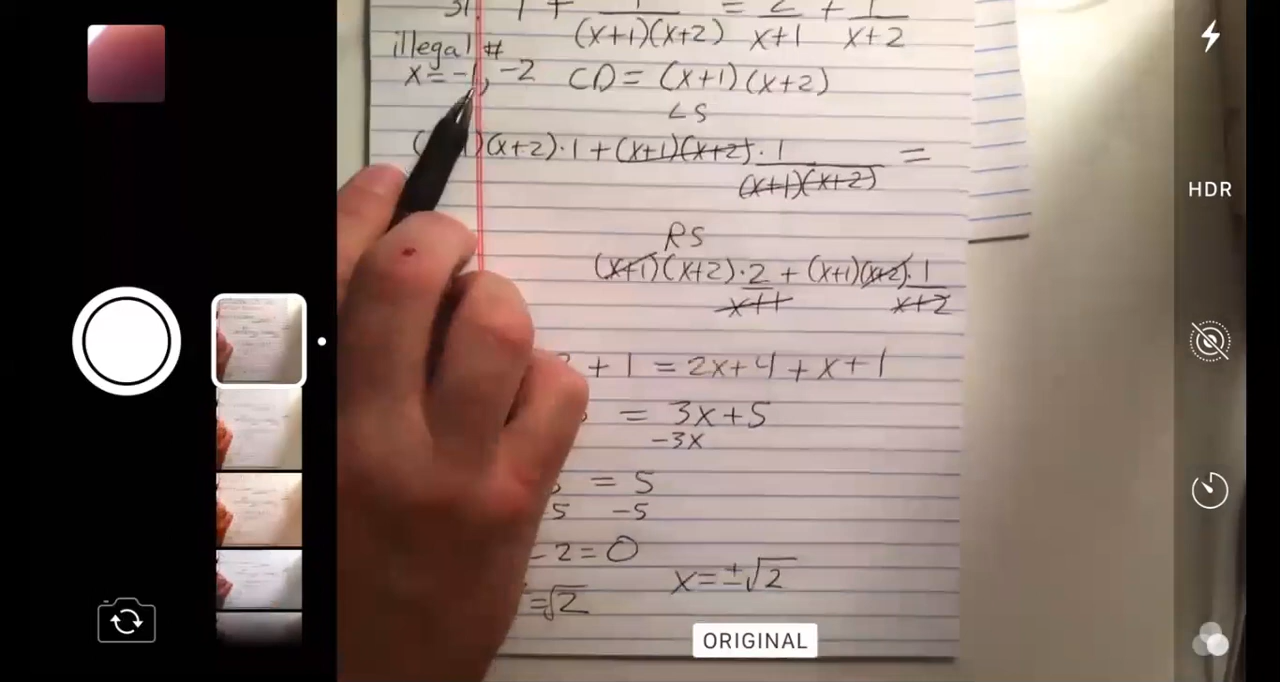 31. 1 + 1 = 2 + 1
(x+1)(x+2) x+1 x+2
illegal #
x=-1, -2 CD = (x+1)(x+2)
LS
(x+2)·1 + (x+1)(x+2)·1 =
(x+1)(x+2)
RS
(x+1)(x+2)·2 + (x+1)(x+2)·1
x+1 x+2
+ 1 = 2x+4 + x+1
= 3x+5
-3x
= 5
-5 -5
-2=0
x=±√2
=√2
HDR
ORIGINAL